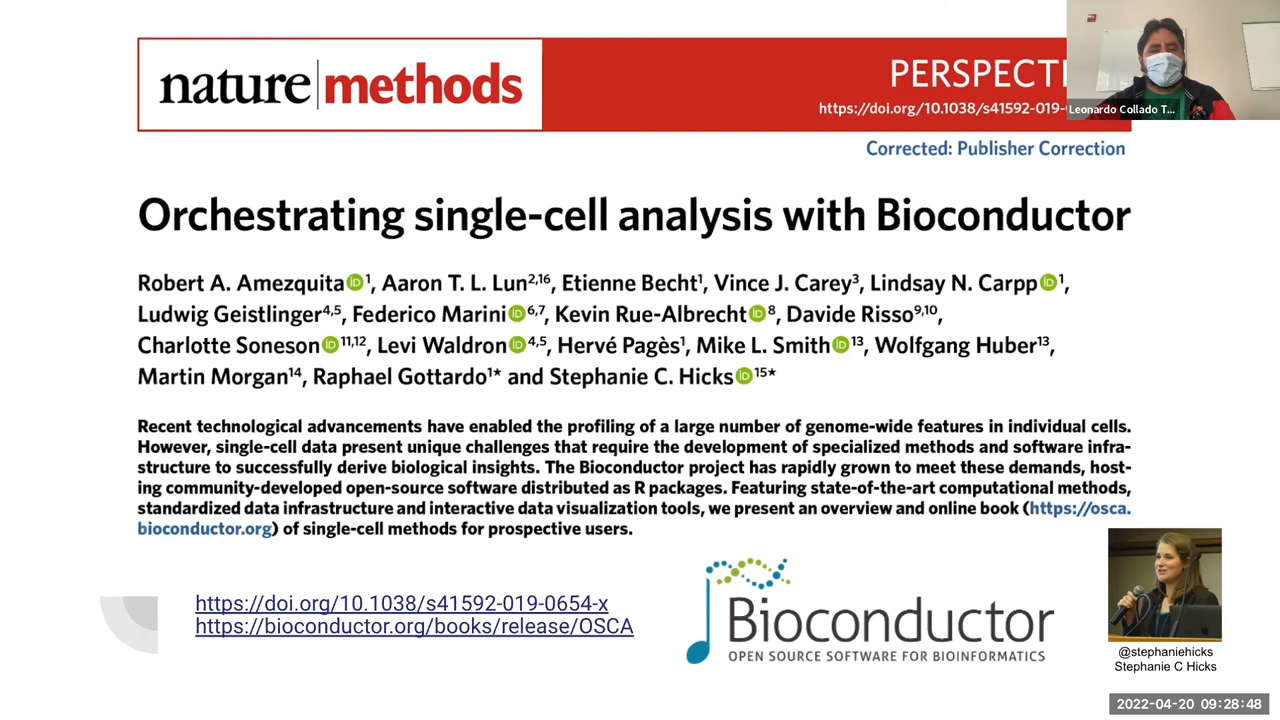 nature|methods
PERSPECTI
https://doi.org/10.1038/s41592-019-
Leonardo Collado T...
Corrected: Publisher Correction
Orchestrating single-cell analysis with Bioconductor
Robert A. Amezquita iD 1, Aaron T. L. Lun2,16, Etienne Becht1, Vince J. Carey3, Lindsay N. Carpp iD 1,
Ludwig Geistlinger4,5, Federico Marini iD 6,7, Kevin Rue-Albrecht iD 8, Davide Risso9,10,
Charlotte Soneson iD 11,12, Levi Waldron iD 4,5, Hervé Pagès1, Mike L. Smith iD 13, Wolfgang Huber13,
Martin Morgan14, Raphael Gottardo1* and Stephanie C. Hicks iD 15*
Recent technological advancements have enabled the profiling of a large number of genome-wide features in individual cells.
However, single-cell data present unique challenges that require the development of specialized methods and software infra-
structure to successfully derive biological insights. The Bioconductor project has rapidly grown to meet these demands, host-
ing community-developed open-source software distributed as R packages. Featuring state-of-the-art computational methods,
standardized data infrastructure and interactive data visualization tools, we present an overview and online book (https://osca.
bioconductor.org) of single-cell methods for prospective users.
https://doi.org/10.1038/s41592-019-0654-x
https://bioconductor.org/books/release/OSCA
Bioconductor
OPEN SOURCE SOFTWARE FOR BIOINFORMATICS
@stephaniehicks
Stephanie C Hicks
2022-04-20 09:28:48